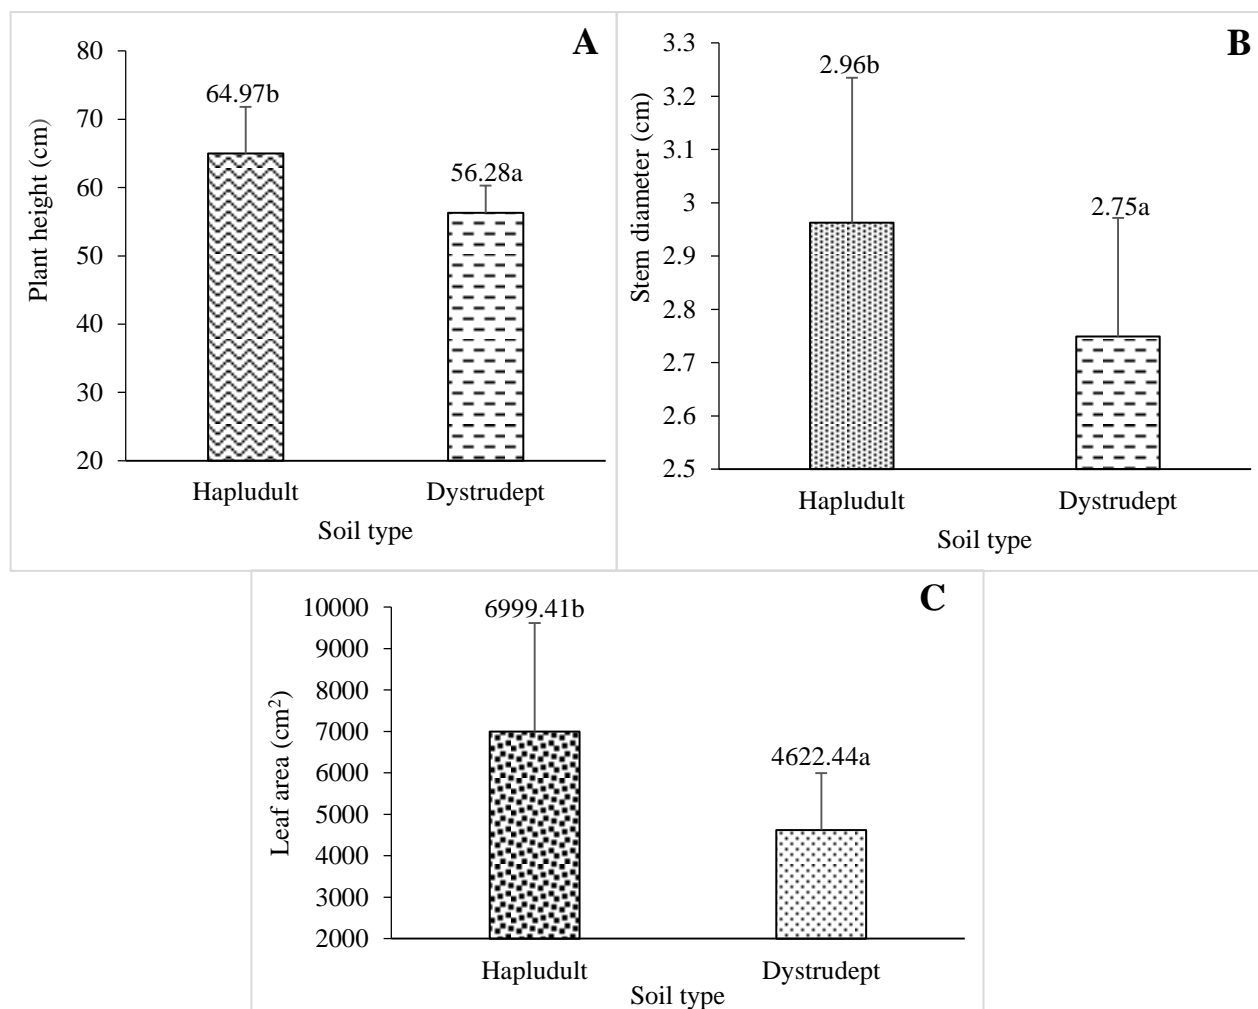 A
80
70
60
50
40
30
20
Plant height (cm)
64.97b
56.28a
Hapludult
Dystrudept
Soil type
B
3.3
3.2
3.1
3
2.9
2.8
2.7
2.6
2.5
Stem diameter (cm)
2.96b
2.75a
Hapludult
Dystrudept
Soil type
C
10000
9000
8000
7000
6000
5000
4000
3000
2000
Leaf area (cm²)
6999.41b
4622.44a
Hapludult
Dystrudept
Soil type